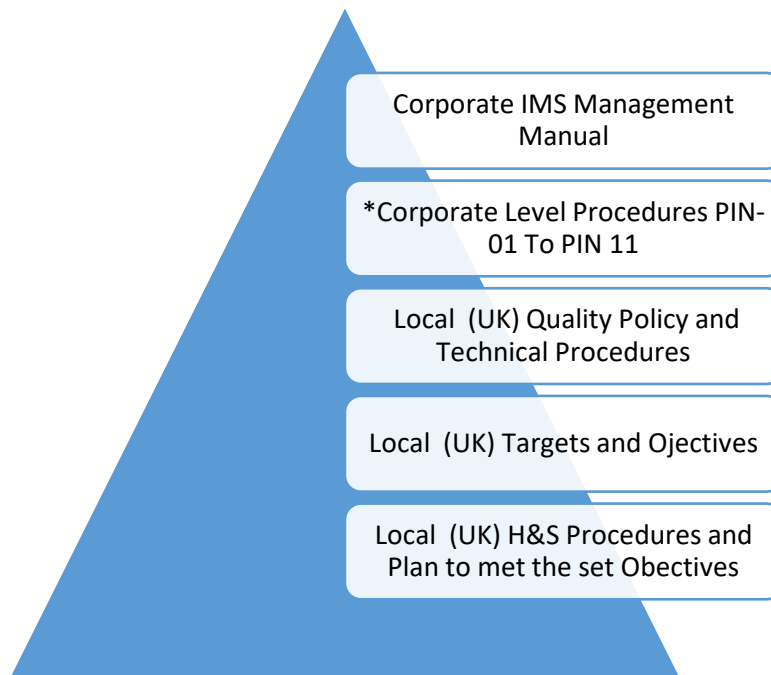 Corporate IMS Management
Manual
*Corporate Level Procedures PIN-
01 To PIN 11
Local  (UK) Quality Policy and
Technical Procedures
Local  (UK) Targets and Ojectives
Local  (UK) H&S Procedures and
Plan to met the set Obectives